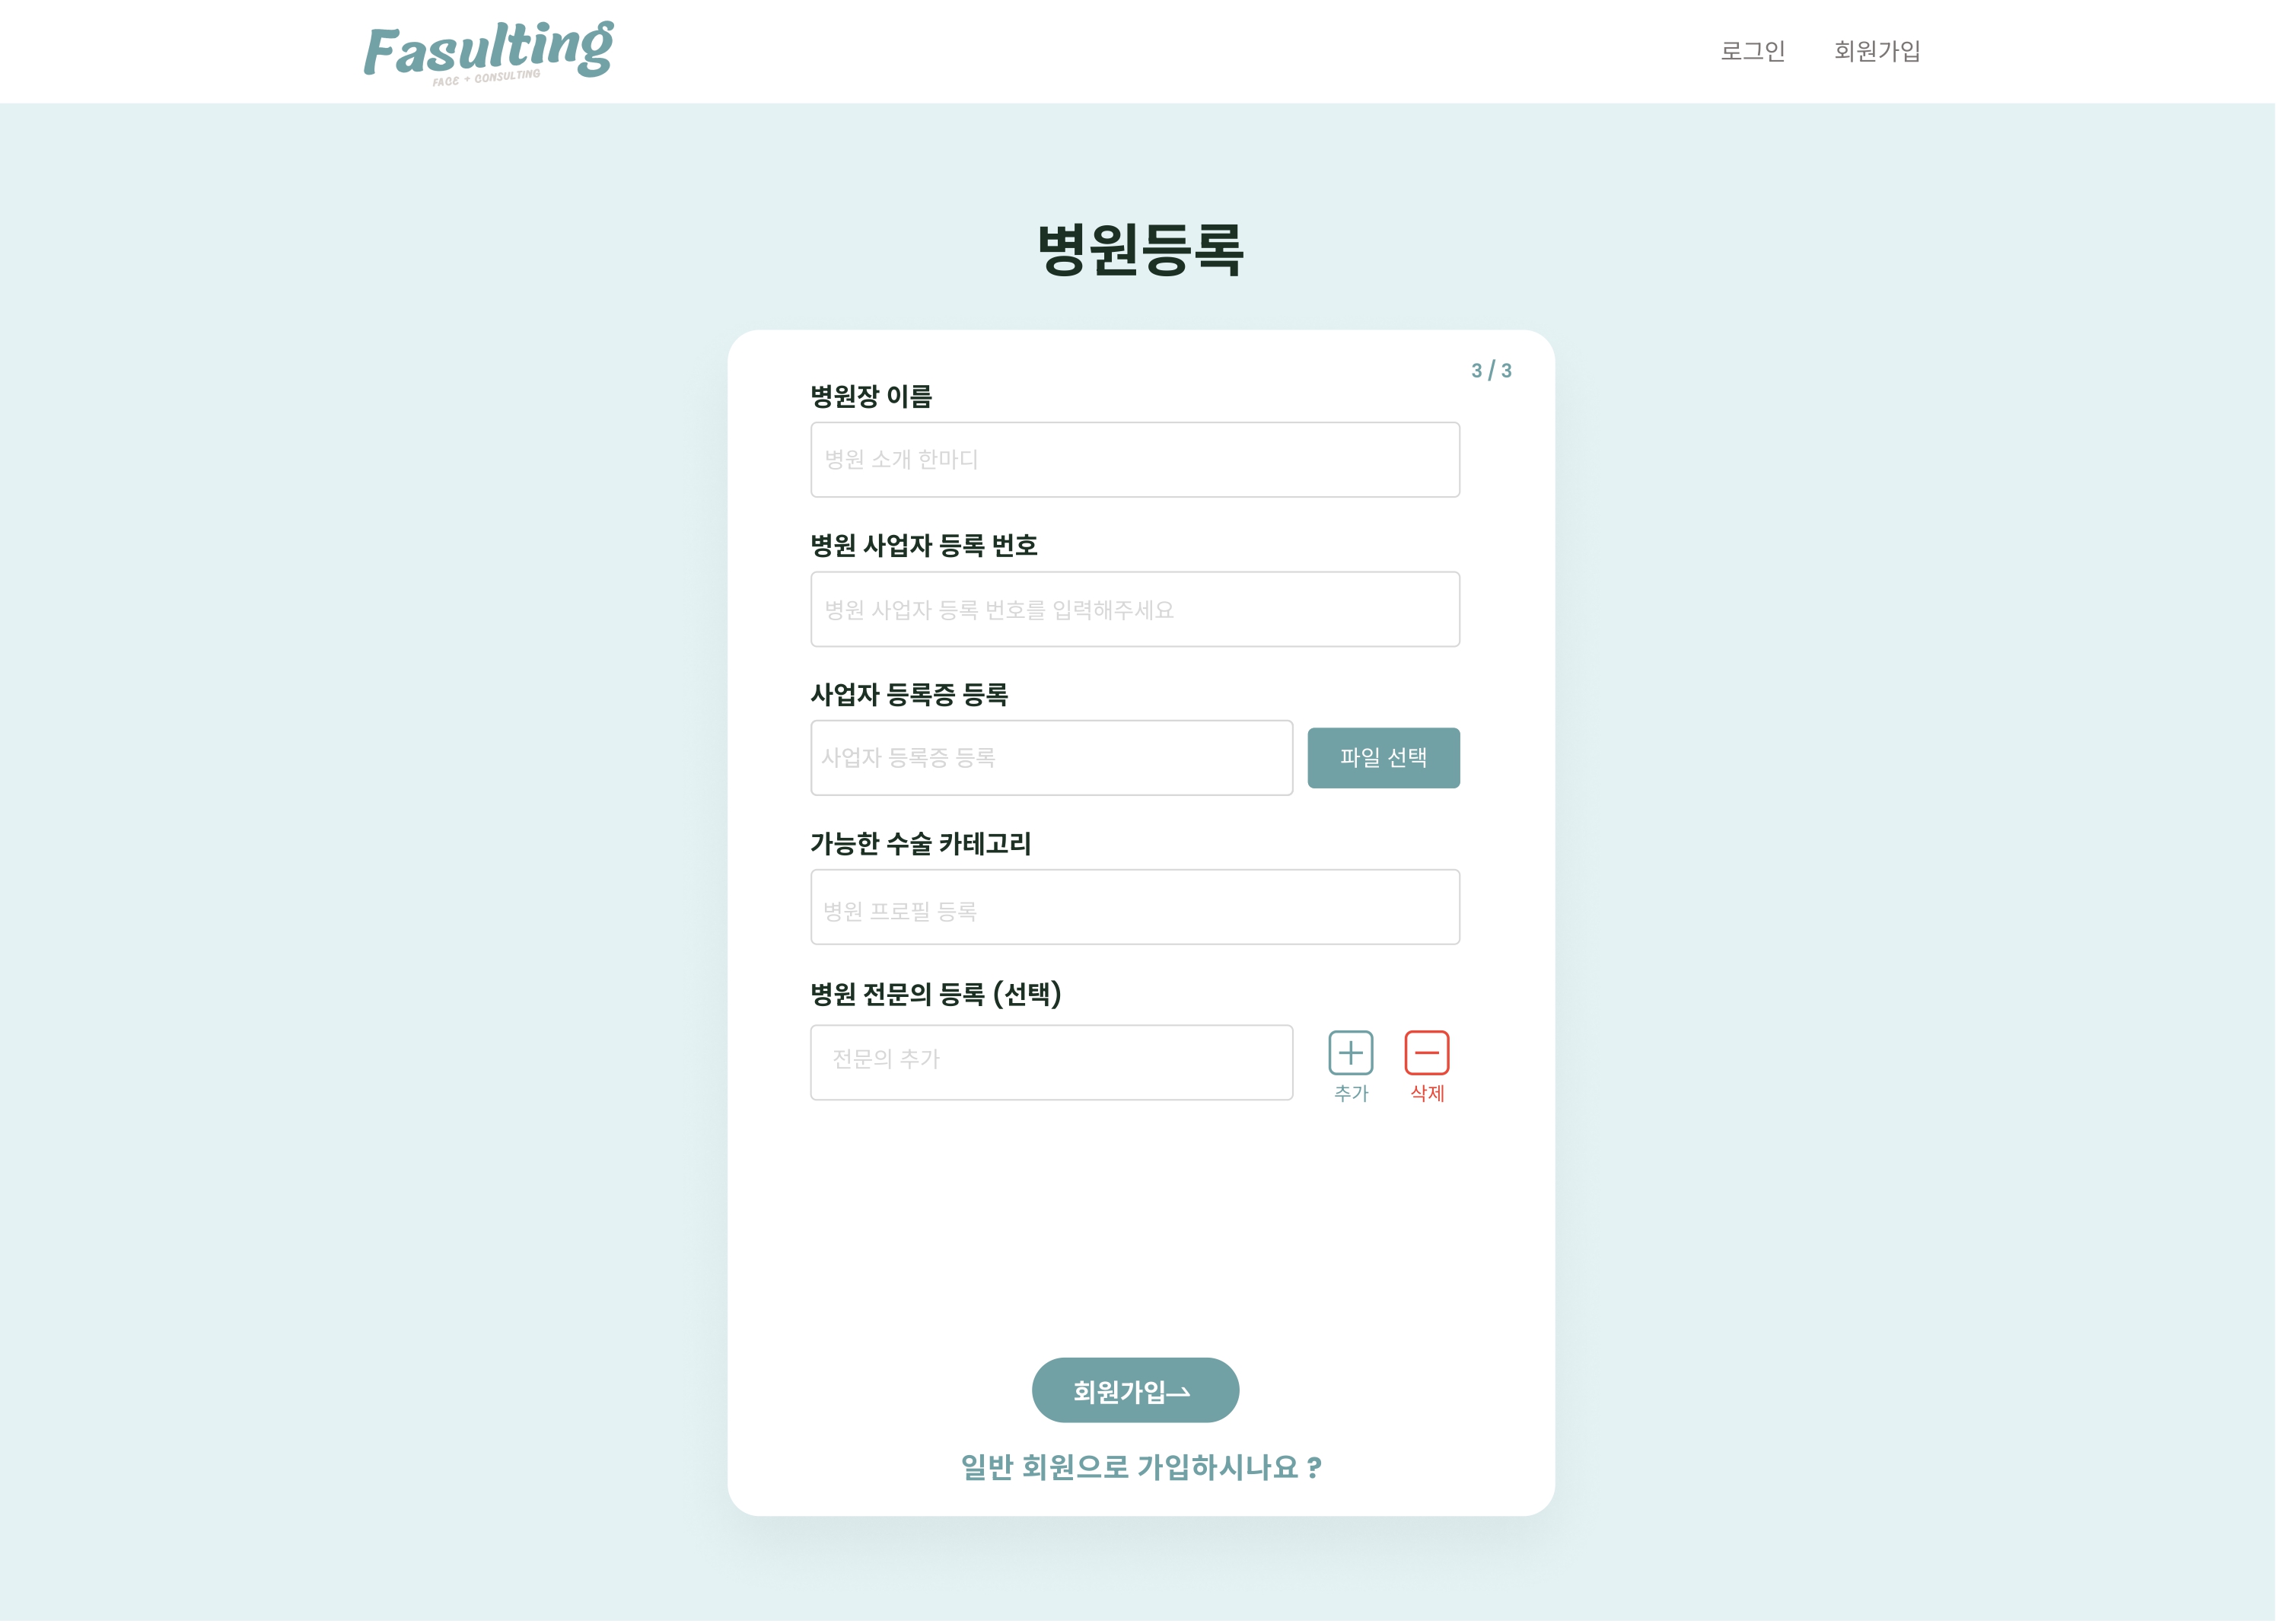 Fasulting
FACE + CONSULTING
로그인
회원가입
병원등록
3 / 3
병원장 이름
병원 소개 한마디
병원 사업자 등록 번호
병원 사업자 등록 번호를 입력해주세요
사업자 등록증 등록
사업자 등록증 등록
파일 선택
가능한 수술 카테고리
병원 프로필 등록
병원 전문의 등록 (선택)
전문의 추가
추가
삭제
회원가입
일반 회원으로 가입하시나요 ?